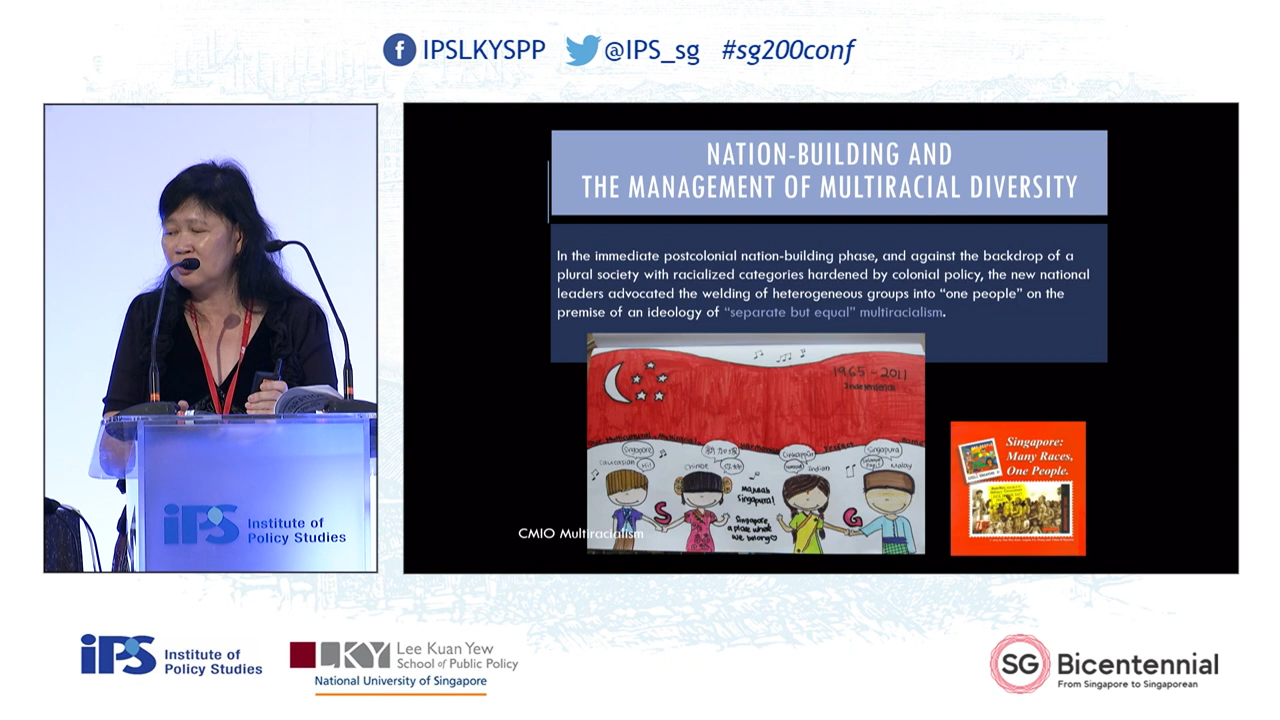 IPSLKYSPP @IPS_sg #sg200conf
NATION-BUILDING AND
THE MANAGEMENT OF MULTIRACIAL DIVERSITY
In the immediate postcolonial nation-building phase, and against the backdrop of a
plural society with racialized categories hardened by colonial policy, the new national
leaders advocated the welding of heterogeneous groups into “one people” on the
premise of an ideology of “separate but equal” multiracialism.
1965 - 2011
Independence
Singapore
Hi!
Caucasian
Chinese
Indian
Singapura
Malay
Majulah
Singapura!
S
G
Singapore,
a place where
we belong
CMIO Multiracialism
Singapore:
Many Races,
One People.
iPS Institute of
Policy Studies
iPS Institute of
Policy Studies
LKY Lee Kuan Yew
School of Public Policy
National University of Singapore
SG Bicentennial
From Singapore to Singaporean